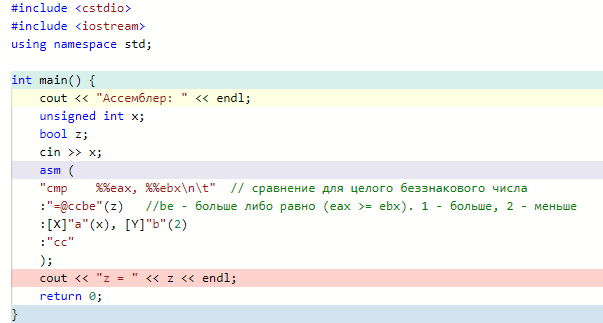 #include <cstdio>
#include <iostream>
using namespace std;
int main() {
cout << "Ассемблер: " << endl;
unsigned int x;
bool z;
cin >> x;
asm (
"cmp    %%eax, %%ebx\n\t"  // сравнение для целого беззнакового числа
:"=@ccbe"(z)   //be - больше либо равно (eax >= ebx). 1 - больше, 2 - меньше
:[X]"a"(x), [Y]"b"(2)
:"cc"
);
cout << "z = " << z << endl;
return 0;
}